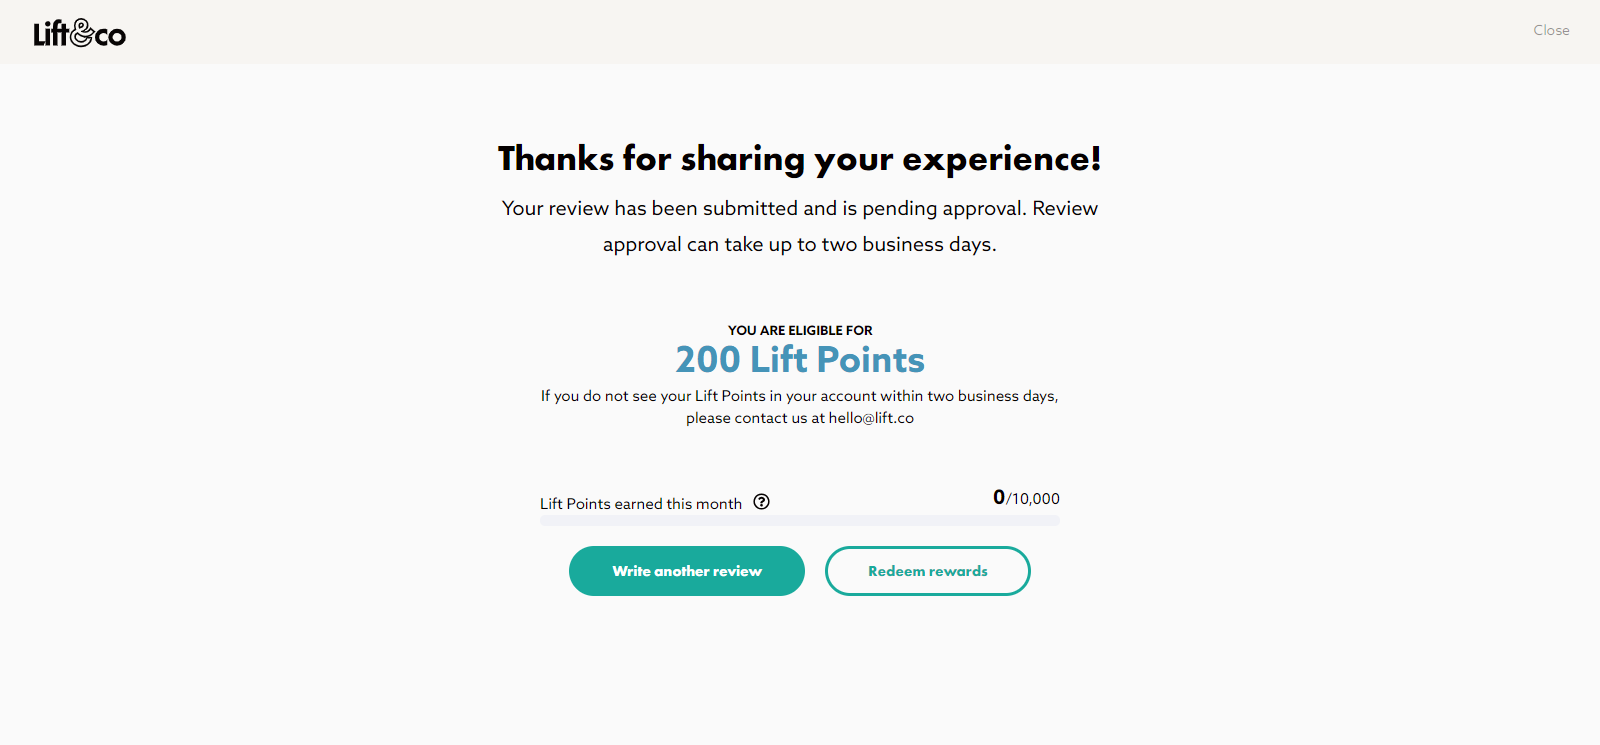 Lift&co
Close
Thanks for sharing your experience!
Your review has been submitted and is pending approval. Review
approval can take up to two business days.
YOU ARE ELIGIBLE FOR
200 Lift Points
If you do not see your Lift Points in your account within two business days,
please contact us at hello@lift.co
Lift Points earned this month ? 0/10,000
Write another review Redeem rewards